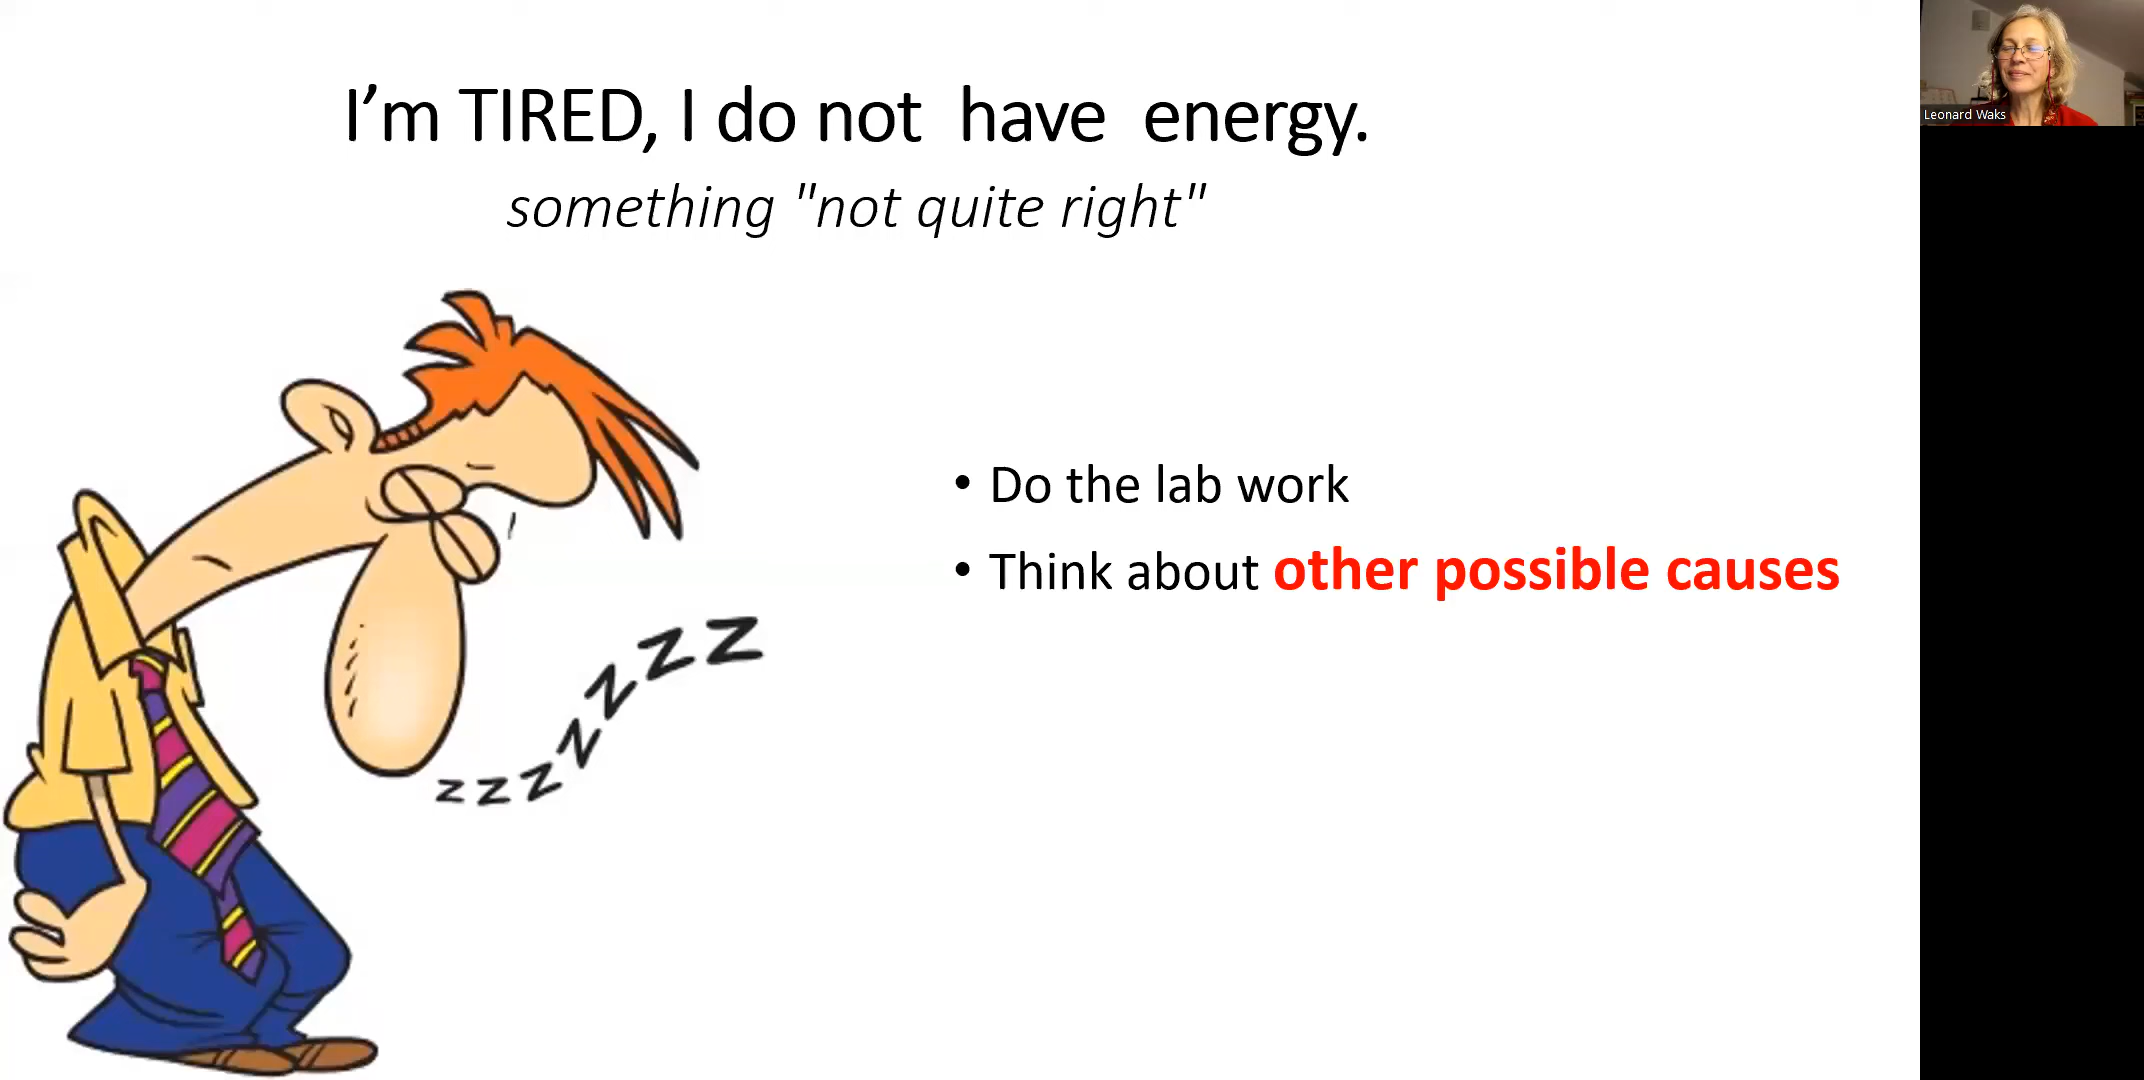 I’m TIRED, I do not have energy.
something "not quite right"
• Do the lab work
• Think about other possible causes
zzzzzzz
Leonard Waks